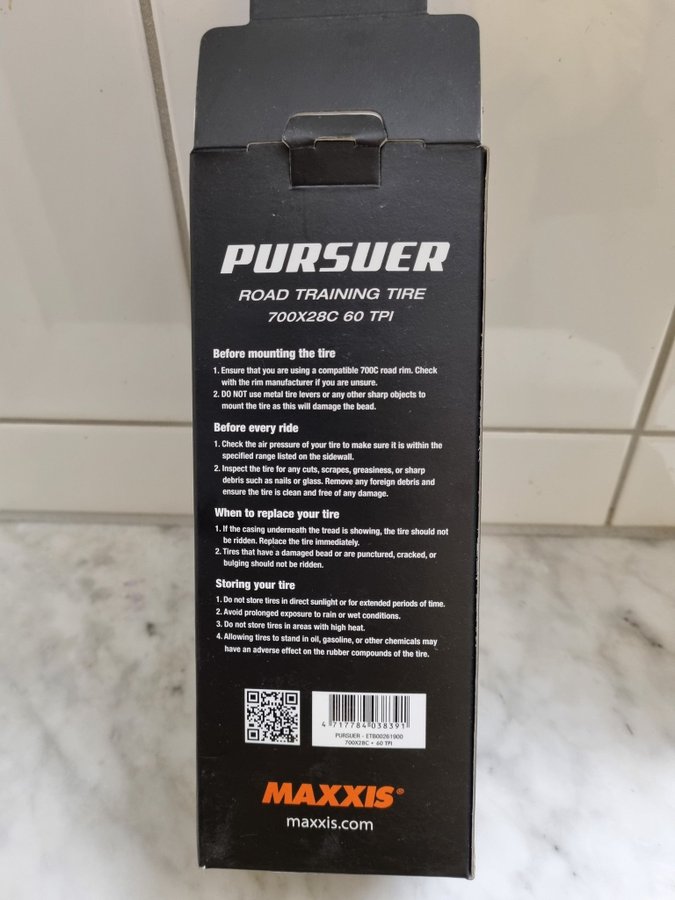 PURSUER
ROAD TRAINING TIRE
700X28C 60 TPI
Before mounting the tire
1. Ensure that you are using a compatible 700C road rim. Check
with the rim manufacturer if you are unsure.
2. DO NOT use metal tire levers or any other sharp objects to
mount the tire as this will damage the bead.
Before every ride
1. Check the air pressure of your tire to make sure it is within the
specified range listed on the sidewall.
2. Inspect the tire for any cuts, scrapes, greasiness, or sharp
debris such as nails or glass. Remove any foreign debris and
ensure the tire is clean and free of any damage.
When to replace your tire
1. If the casing underneath the tread is showing, the tire should not
be ridden. Replace the tire immediately.
2. Tires that have a damaged bead or are punctured, cracked, or
bulging should not be ridden.
Storing your tire
1. Do not store tires in direct sunlight or for extended periods of time.
2. Avoid prolonged exposure to rain or wet conditions.
3. Do not store tires in areas with high heat.
4. Allowing tires to stand in oil, gasoline, or other chemicals may
have an adverse effect on the rubber compounds of the tire.
4 717784 038391
PURSUER - ETB00261900
700X28C • 60 TPI
MAXXIS®
maxxis.com